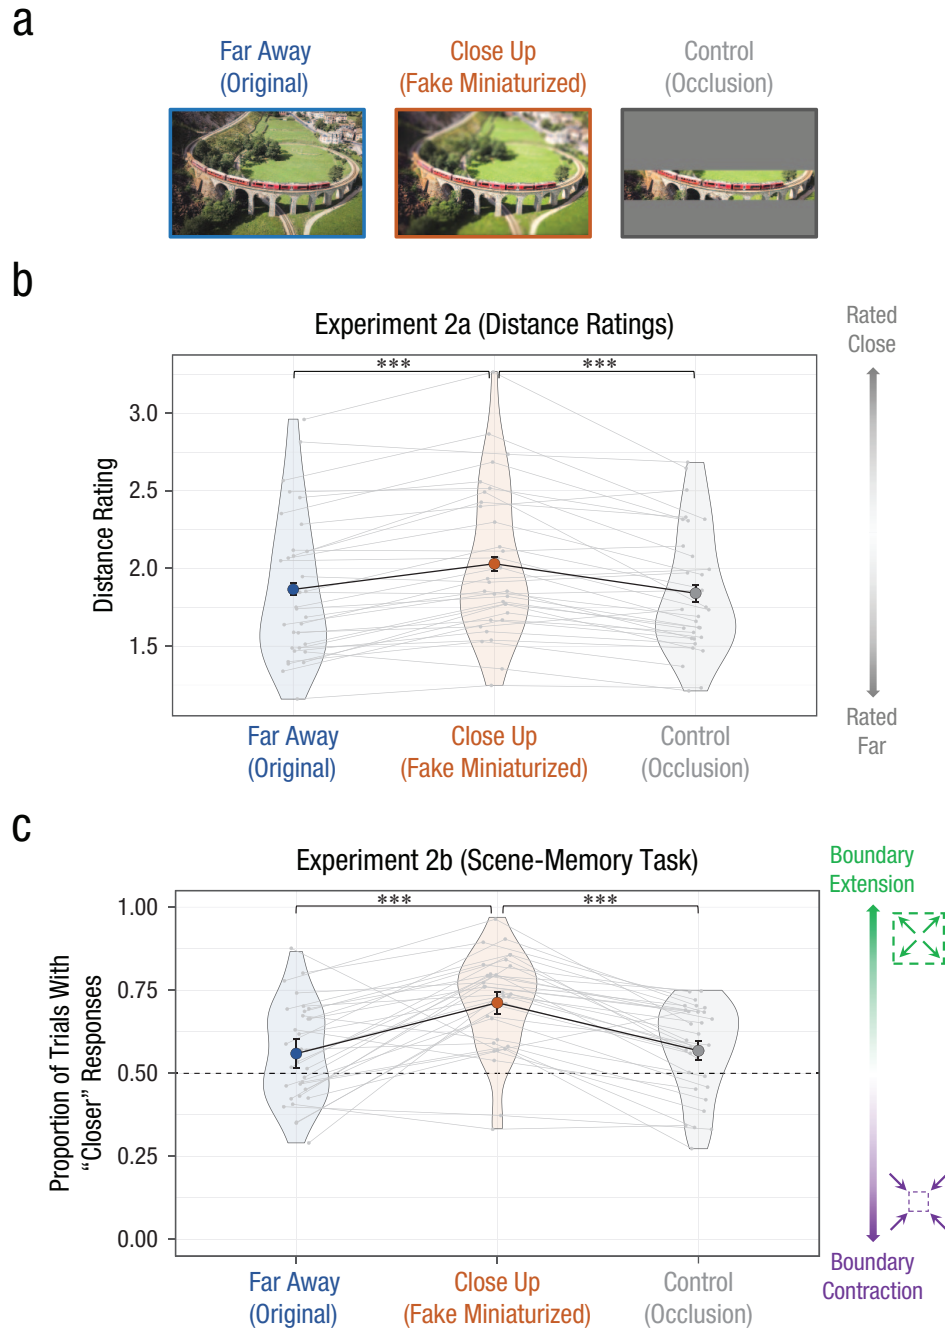 a
Far Away
(Original)
Close Up
(Fake Miniaturized)
Control
(Occlusion)
b
Experiment 2a (Distance Ratings)
Rated
Close
***
***
3.0
2.5
2.0
1.5
Distance Rating
Rated
Far
Far Away
(Original)
Close Up
(Fake Miniaturized)
Control
(Occlusion)
c
Experiment 2b (Scene-Memory Task)
Boundary
Extension
***
***
1.00
0.75
0.50
0.25
0.00
Proportion of Trials With
“Closer” Responses
Boundary
Contraction
Far Away
(Original)
Close Up
(Fake Miniaturized)
Control
(Occlusion)